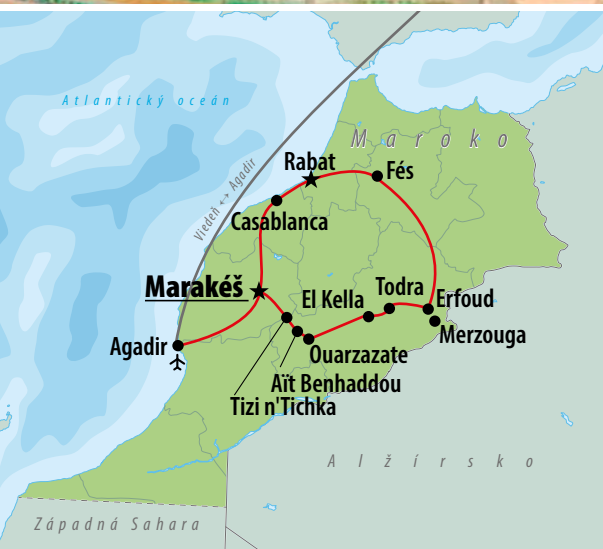 Atlantický oceán
Maroko
Viedeň ↔ Agadir
Rabat
Fés
Casablanca
Marakéš
El Kella
Todra
Erfoud
Merzouga
Agadir
Ouarzazate
Aït Benhaddou
Tizi n'Tichka
Alžírsko
Západná Sahara